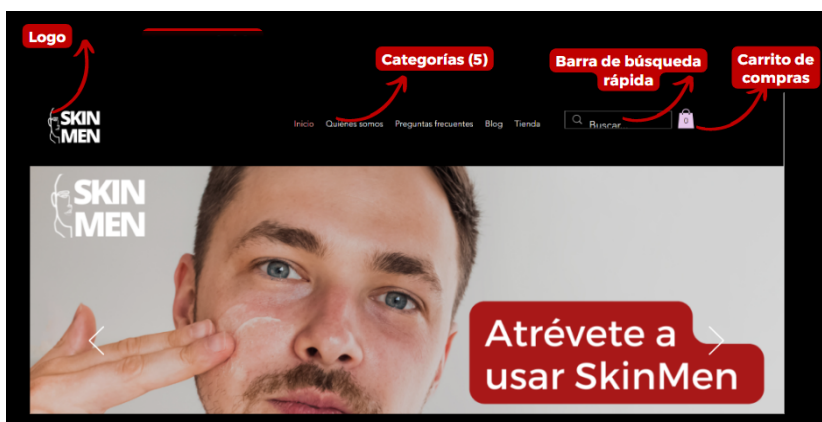 Logo
Categorías (5)
Barra de búsqueda
rápida
Carrito de
compras
SKIN
MEN
Inicio Quienes somos Preguntas frecuentes Blog Tienda
Buscar...
0
SKIN
MEN
Atrévete a
usar SkinMen